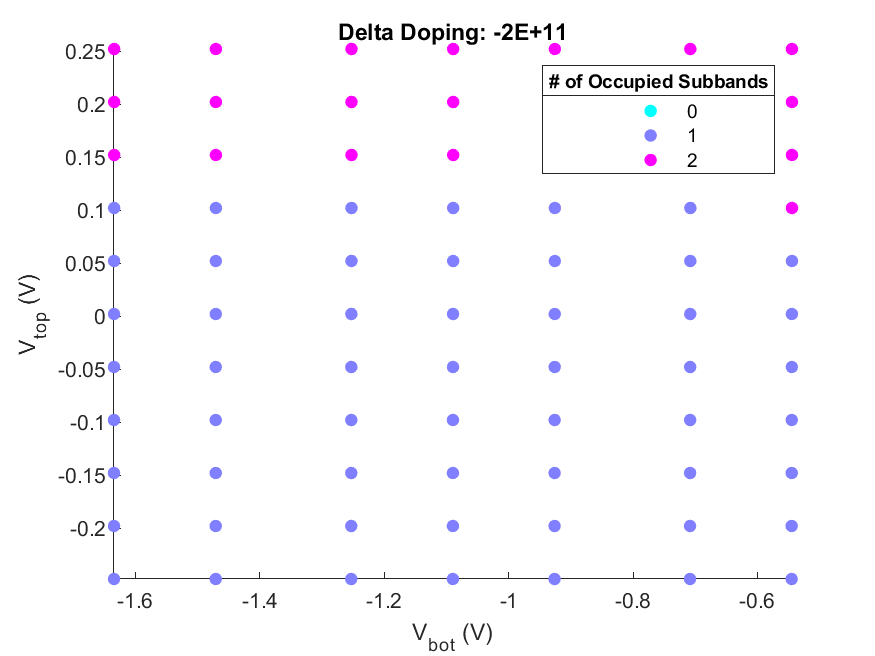 Delta Doping: -2E+11
# of Occupied Subbands
0
1
2
0.25
0.2
0.15
0.1
0.05
0
-0.05
-0.1
-0.15
-0.2
V_top (V)
-1.6 -1.4 -1.2 -1 -0.8 -0.6
V_bot (V)